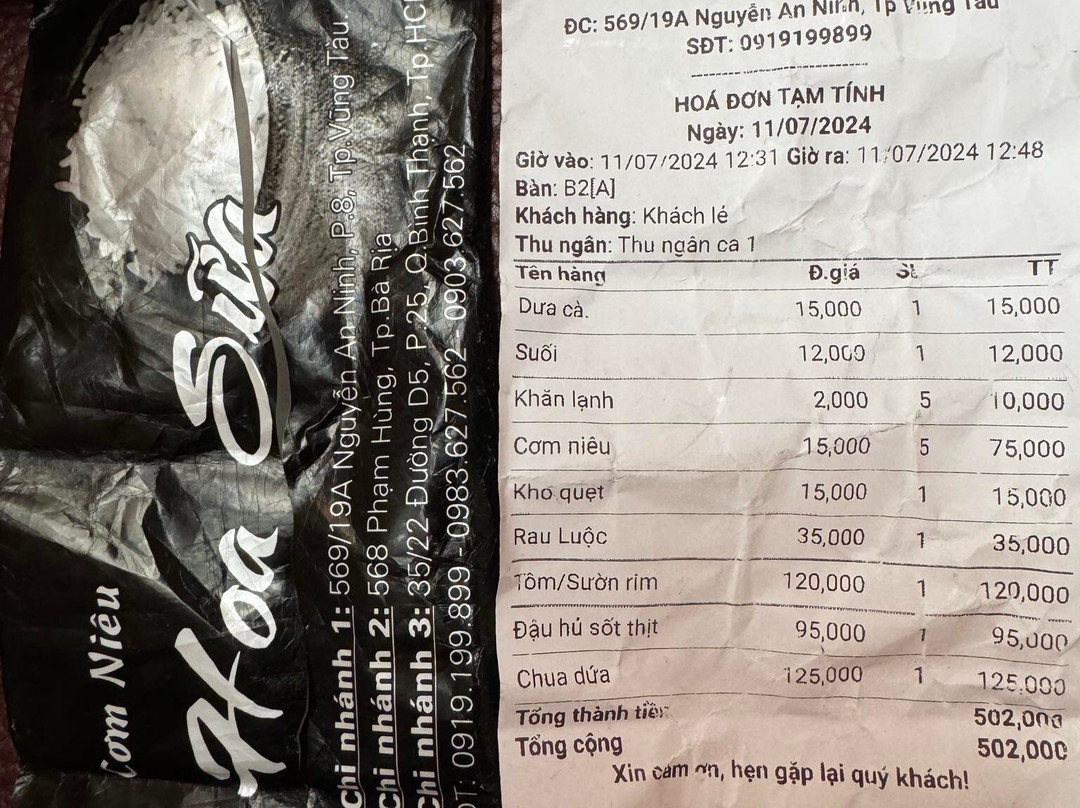 Cơm Niêu
Hoa Sữa
Chi nhánh 1: 569/19A Nguyễn An Ninh, P.8, Tp.Vũng Tàu
Chi nhánh 2: 568 Phạm Hùng, Tp.Bà Rịa
Chi nhánh 3: 35/22 Đường D5, P.25, Q.Bình Thạnh, Tp.HC
ĐT: 0919.199.899 - 0983.627.562 - 0903.627.562
ĐC: 569/19A Nguyễn An Ninh, Tp Vũng Tàu
SĐT: 0919199899
HOÁ ĐƠN TẠM TÍNH
Ngày: 11/07/2024
Giờ vào: 11/07/2024 12:31 Giờ ra: 11/07/2024 12:48
Bàn: B2[A]
Khách hàng: Khách lẻ
Thu ngân: Thu ngân ca 1
Tên hàng Đ.giá SL TT
Dưa cà. 15,000 1 15,000
Suối 12,000 1 12,000
Khăn lạnh 2,000 5 10,000
Cơm niêu 15,000 5 75,000
Kho quẹt 15,000 1 15,000
Rau Luộc 35,000 1 35,000
Tôm/Sườn rim 120,000 1 120,000
Đậu hủ sốt thịt 95,000 1 95,000
Chua dứa 125,000 1 125,000
Tổng thành tiền 502,000
Tổng cộng 502,000
Xin cảm ơn, hẹn gặp lại quý khách!